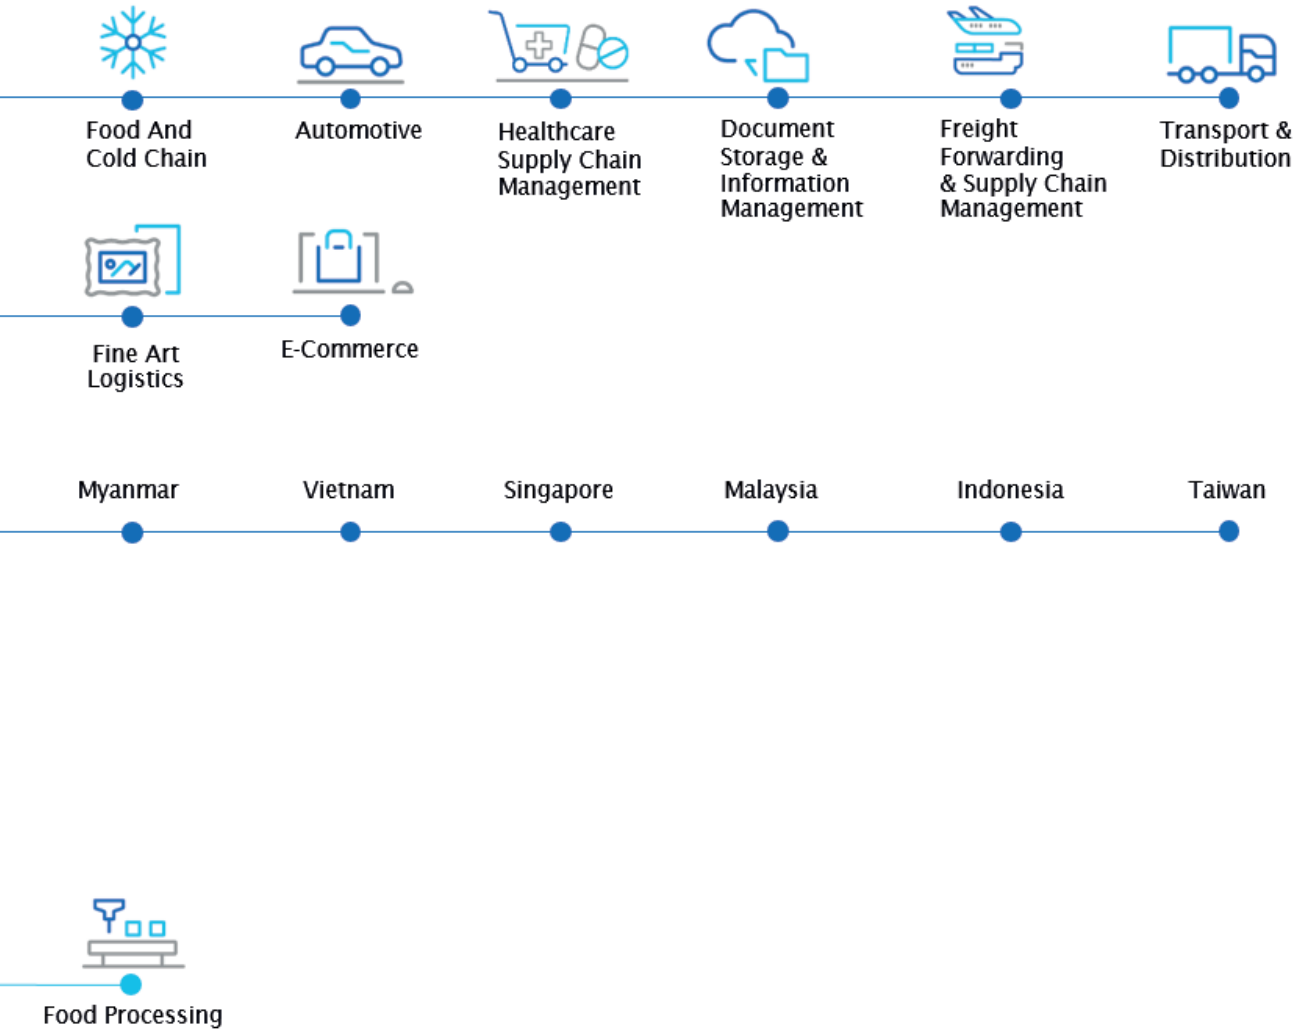 Food And
Cold Chain
Automotive
Healthcare
Supply Chain
Management
Document
Storage &
Information
Management
Freight
Forwarding
& Supply Chain
Management
Transport &
Distribution
Fine Art
Logistics
E-Commerce
Myanmar
Vietnam
Singapore
Malaysia
Indonesia
Taiwan
Food Processing